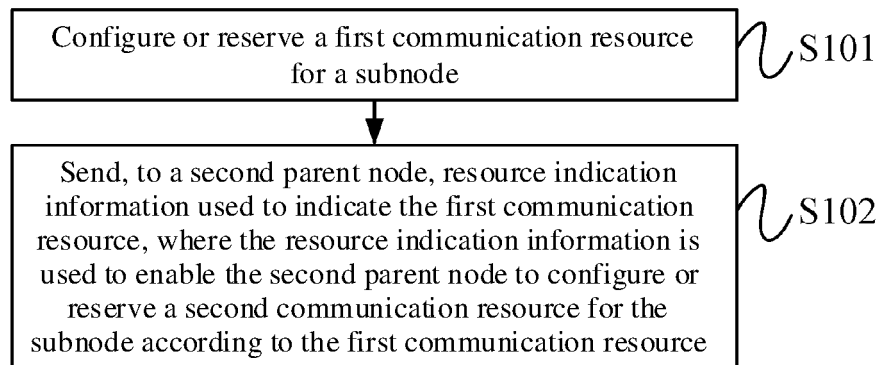 Configure or reserve a first communication resource
for a subnode
S101
Send, to a second parent node, resource indication
information used to indicate the first communication
resource, where the resource indication information is
used to enable the second parent node to configure or
reserve a second communication resource for the
subnode according to the first communication resource
S102